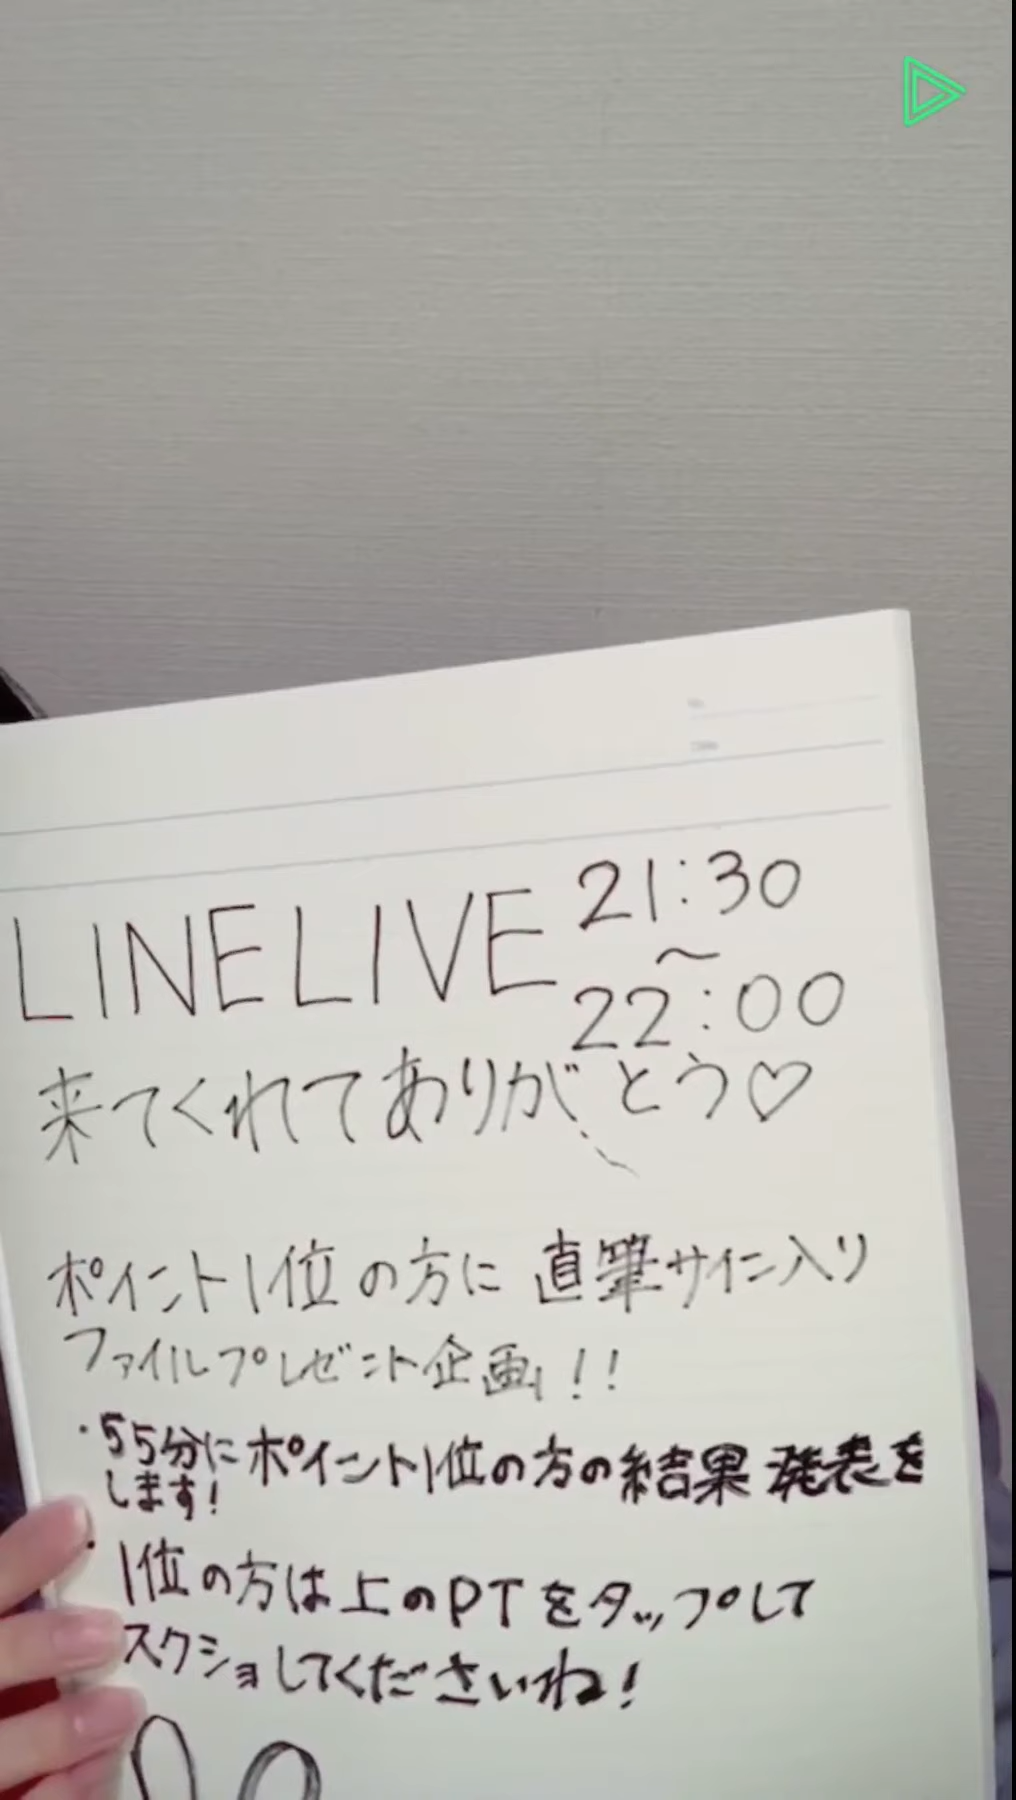 LINELIVE 21:30
～
22:00
来てくれてありがとう♡
ポイント1位の方に 直筆サイン入り
ファイルプレゼント企画!!
・55分にポイント1位の方の結果発表を
します!
・1位の方は上のPTをタップして
スクショしてくださいね!